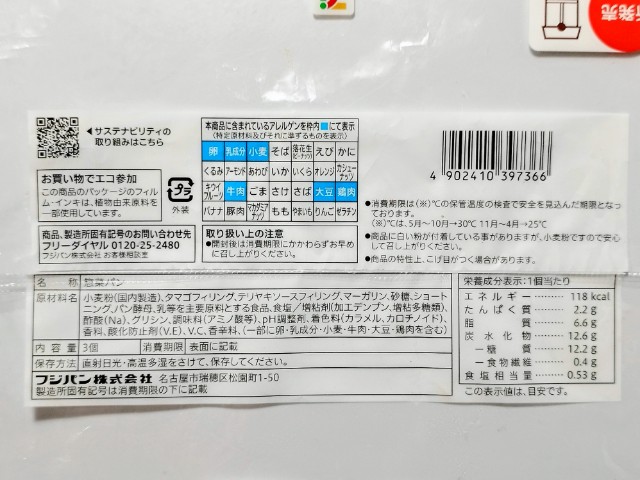 新発売
サステナビリティの
取り組みはこちら
お買い物でエコ参加
この商品のパッケージのフィル
ム・インキは、植物由来原料を
一部使用しています。
プラ
外装
商品、製造所固有記号のお問い合わせ先
フリーダイヤル 0120-25-2480
フジパン株式会社 お客様相談室
本商品に含まれているアレルゲンを枠内■にて表示
(特定原材料及びそれに準ずるものを表示)
卵 乳成分 小麦 そば 落花生(ピーナッツ) えび かに
くるみ アーモンド あわび いか いくら オレンジ カシューナッツ
キウイフルーツ 牛肉 ごま さけ さば 大豆 鶏肉
バナナ 豚肉 マカダミアナッツ もも やまいも りんご ゼラチン
取り扱い上の注意
●開封後は消費期限にかかわらずお早め
に召し上がりください。
4 902410 397366
●消費期限は(※)℃の保管温度の検査で安全を見込んだ期限となっ
ております。
(※)℃は、5月~10月→30℃ 11月~4月→25℃
●商品に白い粉が付着している事がありますが、小麦粉ですので安心
して召し上がりください。
●商品の特性上、こげ目がつく場合がございます。
名称 惣菜パン
原材料名 小麦粉(国内製造)、タマゴフィリング、テリヤキソースフィリング、マーガリン、砂糖、ショート
ニング、パン酵母、乳等を主要原料とする食品、食塩/増粘剤(加工デンプン、増粘多糖類)、
酢酸(Na)、グリシン、調味料(アミノ酸等)、pH調整剤、着色料(カラメル、カロチノイド)、
香料、酸化防止剤(V.E)、V.C、香辛料、(一部に卵・乳成分・小麦・牛肉・大豆・鶏肉を含む)
内容量 3個 消費期限 表面に記載
保存方法 直射日光・高温多湿をさけて、保存してください。
フジパン株式会社 名古屋市瑞穂区松園町1-50
製造所固有記号は消費期限の下に記載
栄養成分表示:1個当たり
エネルギー 118 kcal
たんぱく質 2.2 g
脂質 6.6 g
炭水化物 12.6 g
-糖質 12.2 g
-食物繊維 0.4 g
食塩相当量 0.53 g
この表示値は、目安です。